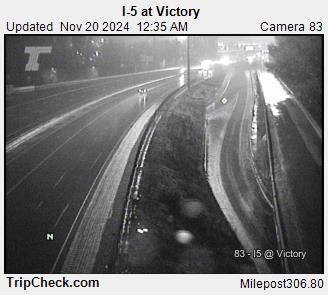 I-5 at Victory
Updated Nov 20 2024 12:35 AM Camera 83
T
N
83 - I5 @ Victory
TripCheck.com Milepost306.80